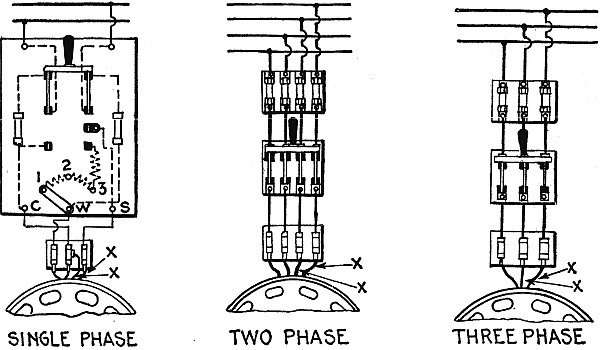 1 2 3
C W S
X
X
X
X
X
X
SINGLE PHASE
TWO PHASE
THREE PHASE